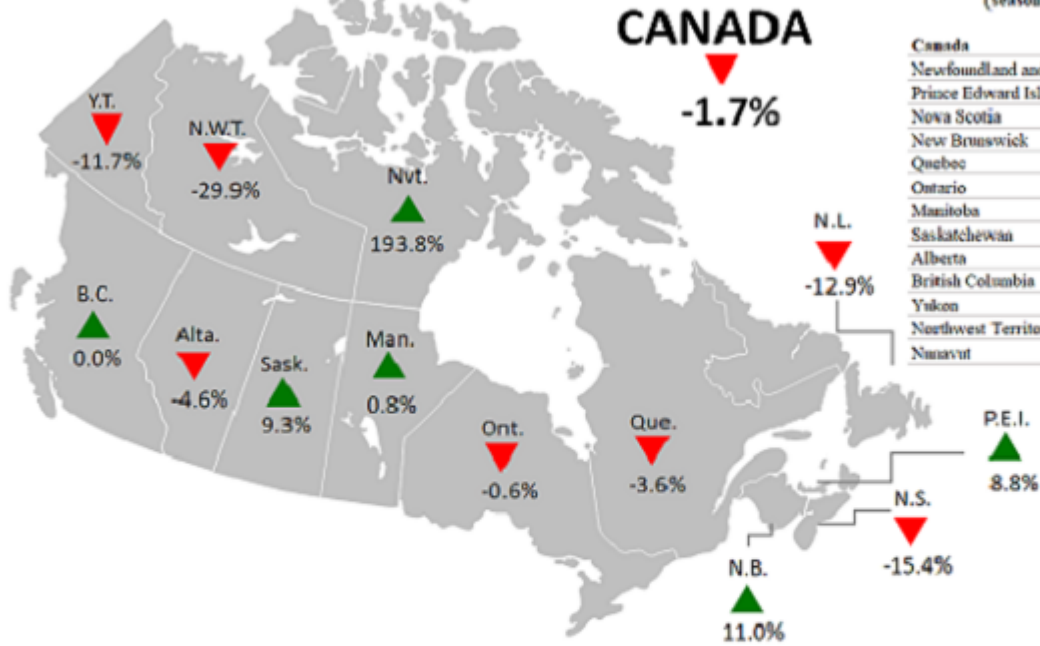 (season
CANADA
-1.7%
Canada
Newfoundland and
Prince Edward Isl
Nova Scotia
New Brunswick
Quebec
Ontario
Manitoba
Saskatchewan
Alberta
British Columbia
Yukon
Northwest Territo
Nunavut
Y.T.
-11.7%
N.W.T.
-29.9%
Nvt.
193.8%
N.L.
-12.9%
B.C.
0.0%
Alta.
-4.6%
Sask.
9.3%
Man.
0.8%
Ont.
-0.6%
Que.
-3.6%
P.E.I.
8.8%
N.S.
-15.4%
N.B.
11.0%